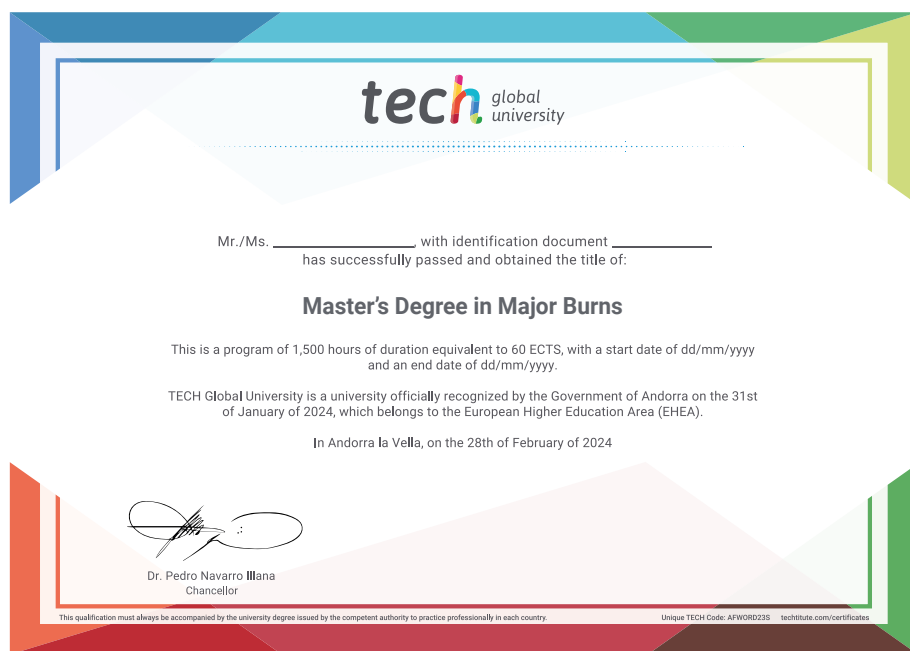 tech global
university
Mr./Ms. ____________, with identification document ____________
has successfully passed and obtained the title of:
Master's Degree in Major Burns
This is a program of 1,500 hours of duration equivalent to 60 ECTS, with a start date of dd/mm/yyyy
and an end date of dd/mm/yyyy.
TECH Global University is a university officially recognized by the Government of Andorra on the 31st
of January of 2024, which belongs to the European Higher Education Area (EHEA).
In Andorra la Vella, on the 28th of February of 2024
Dr. Pedro Navarro Illana
Chancellor
This qualification must always be accompanied by the university degree issued by the competent authority to practice professionally in each country.
Unique TECH Code: AFWORD23S techtitute.com/certificates